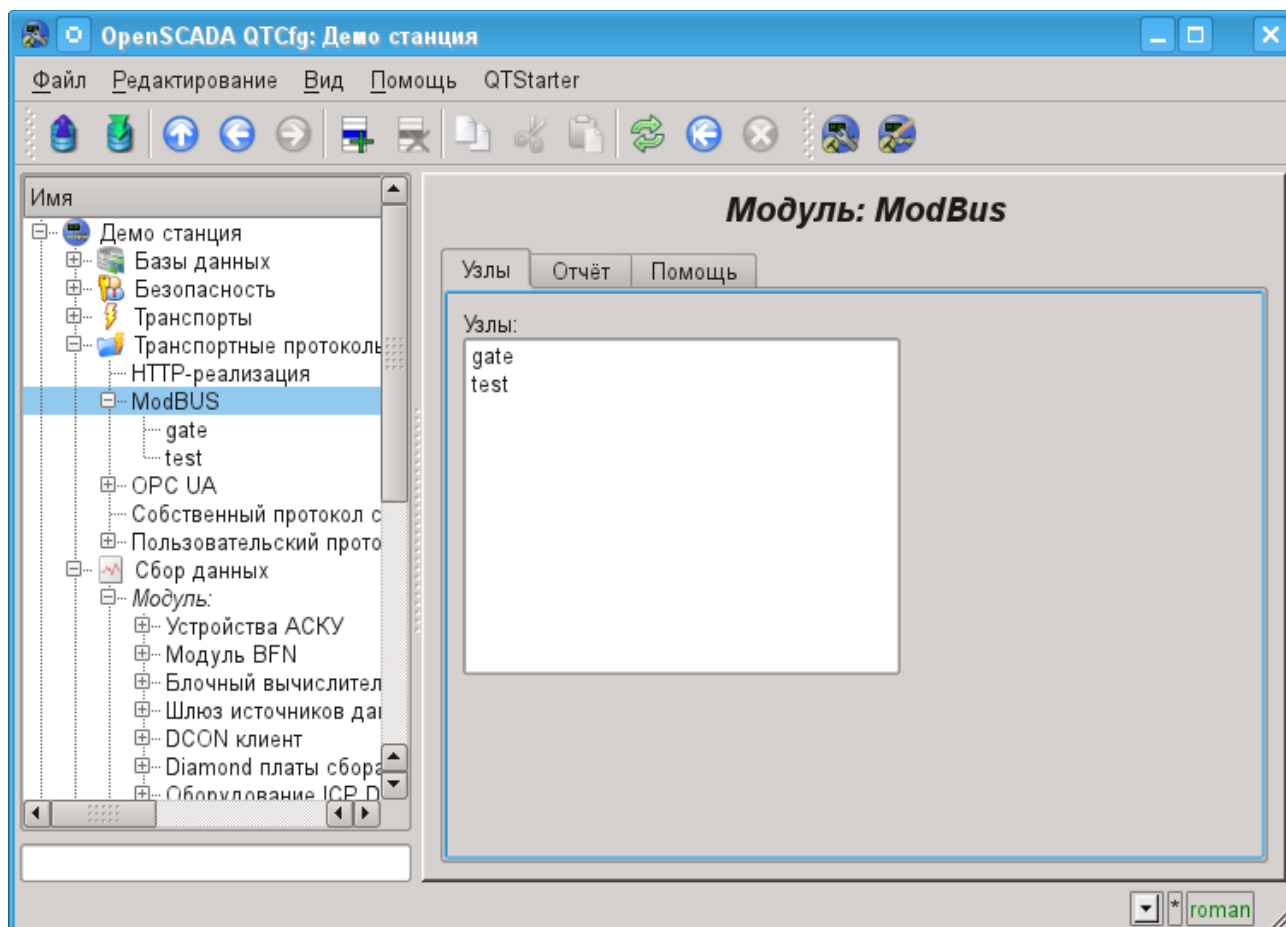 OpenSCADA QTCfg: Демо станция
Файл Редактирование Вид Помощь QTStarter
Имя
Демо станция
Базы данных
Безопасность
Транспорты
Транспортные протоколы
HTTP-реализация
ModBUS
gate
test
OPC UA
Собственный протокол с
Пользовательский прото
Сбор данных
Модуль:
Устройства АСКУ
Модуль BFN
Блочный вычислител
Шлюз источников да
DCON клиент
Diamond платы сбора
Оборудование ICP D
Модуль: ModBus
Узлы Отчёт Помощь
Узлы:
gate
test
* roman